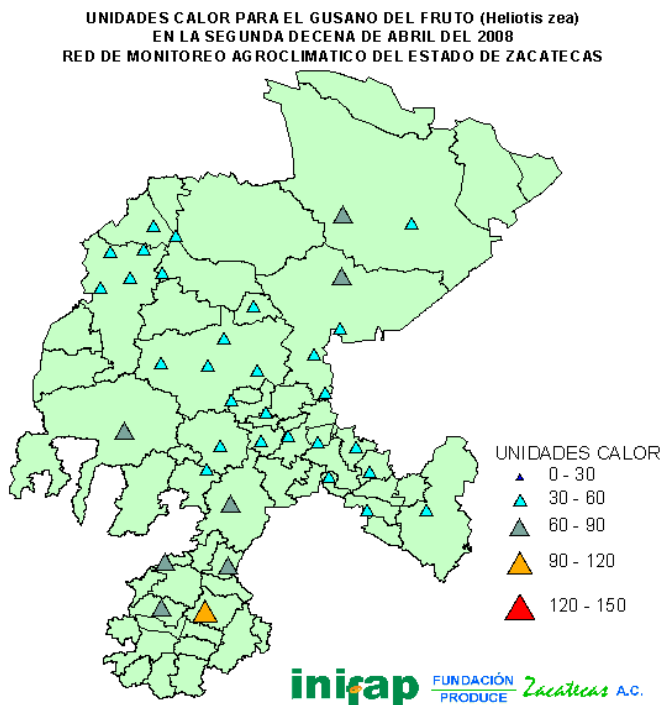 UNIDADES CALOR PARA EL GUSANO DEL FRUTO (Heliotis zea)
EN LA SEGUNDA DECENA DE ABRIL DEL 2008
RED DE MONITOREO AGROCLIMATICO DEL ESTADO DE ZACATECAS
UNIDADES CALOR
0 - 30
30 - 60
60 - 90
90 - 120
120 - 150
inifap
FUNDACIÓN
PRODUCE
Zacatecas A.C.